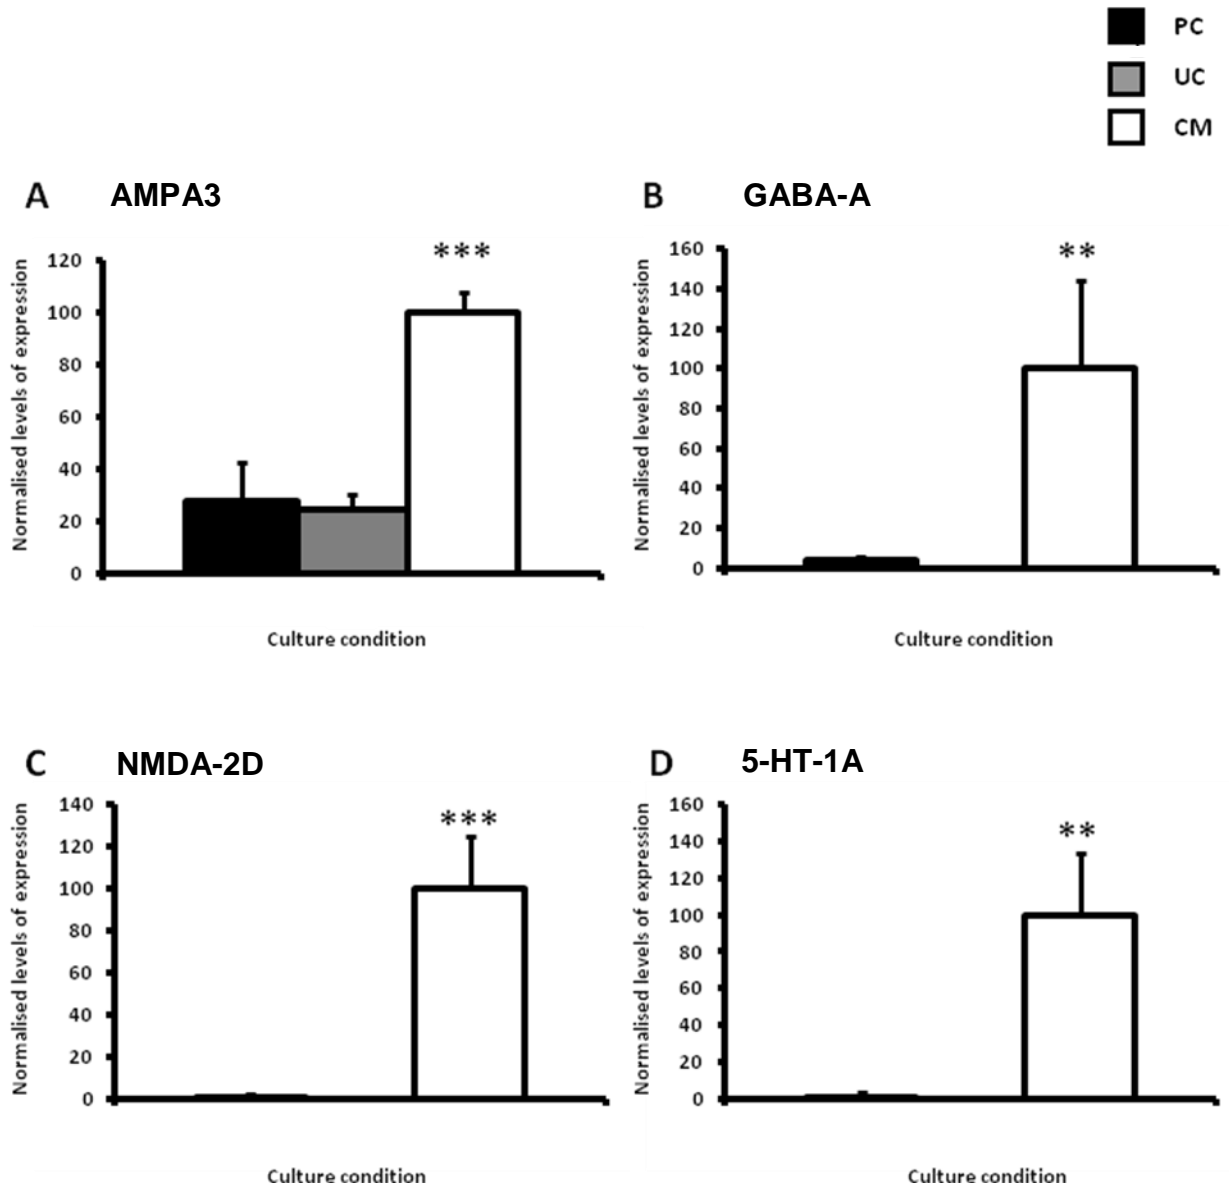 PC
UC
CM
A AMPA3
***
Normalised levels of expression
120
100
80
60
40
20
0
Culture condition
B GABA-A
**
Normalised levels of expression
160
140
120
100
80
60
40
20
0
Culture condition
C NMDA-2D
***
Normalised levels of expression
140
120
100
80
60
40
20
0
Culture condition
D 5-HT-1A
**
Normalised levels of expression
160
140
120
100
80
60
40
20
0
Culture condition